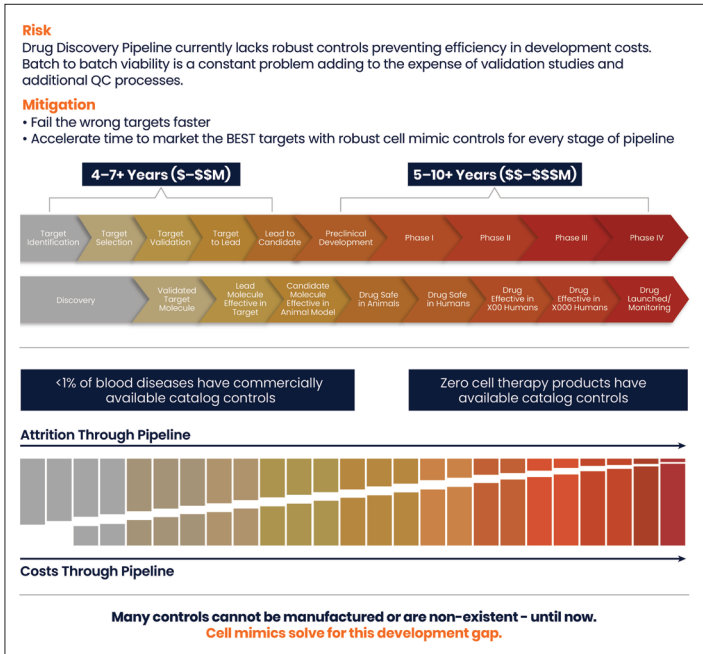 Risk
Drug Discovery Pipeline currently lacks robust controls preventing efficiency in development costs.
Batch to batch viability is a constant problem adding to the expense of validation studies and
additional QC processes.
Mitigation
• Fail the wrong targets faster
• Accelerate time to market the BEST targets with robust cell mimic controls for every stage of pipeline
4–7+ Years ($–$$M)
5–10+ Years ($$–$$$M)
Target
Identification
Target
Selection
Target
Validation
Target
to Lead
Lead to
Candidate
Preclinical
Development
Phase I
Phase II
Phase III
Phase IV
Discovery
Validated
Target
Molecule
Lead
Molecule
Effective in
Target
Candidate
Molecule
Effective in
Animal Model
Drug Safe
in Animals
Drug Safe
in Humans
Drug
Effective in
X00 Humans
Drug
Effective in
X000 Humans
Drug
Launched/
Monitoring
<1% of blood diseases have commercially
available catalog controls
Zero cell therapy products have
available catalog controls
Attrition Through Pipeline
Costs Through Pipeline
Many controls cannot be manufactured or are non-existent – until now.
Cell mimics solve for this development gap.